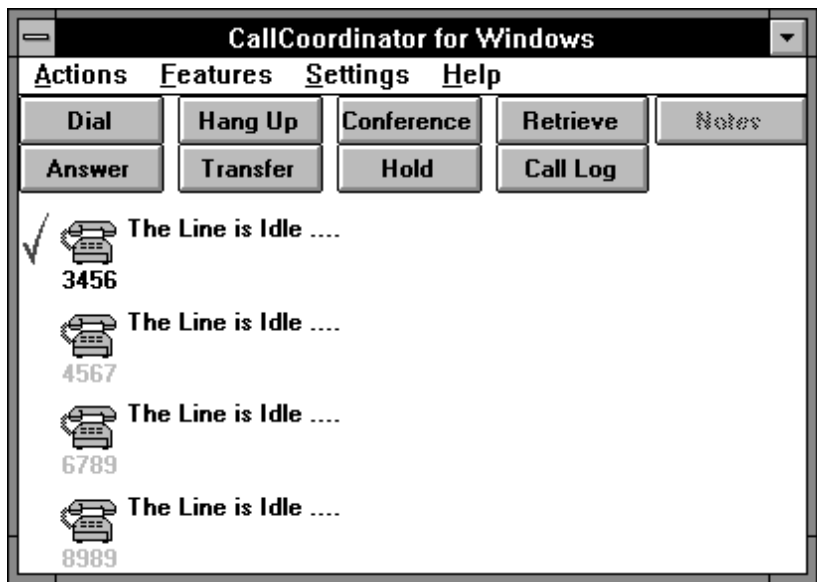 CallCoordinator for Windows
Actions Features Settings Help
Dial Hang Up Conference Retrieve Notes
Answer Transfer Hold Call Log
The Line is Idle ....
3456
The Line is Idle ....
4567
The Line is Idle ....
6789
The Line is Idle ....
8989